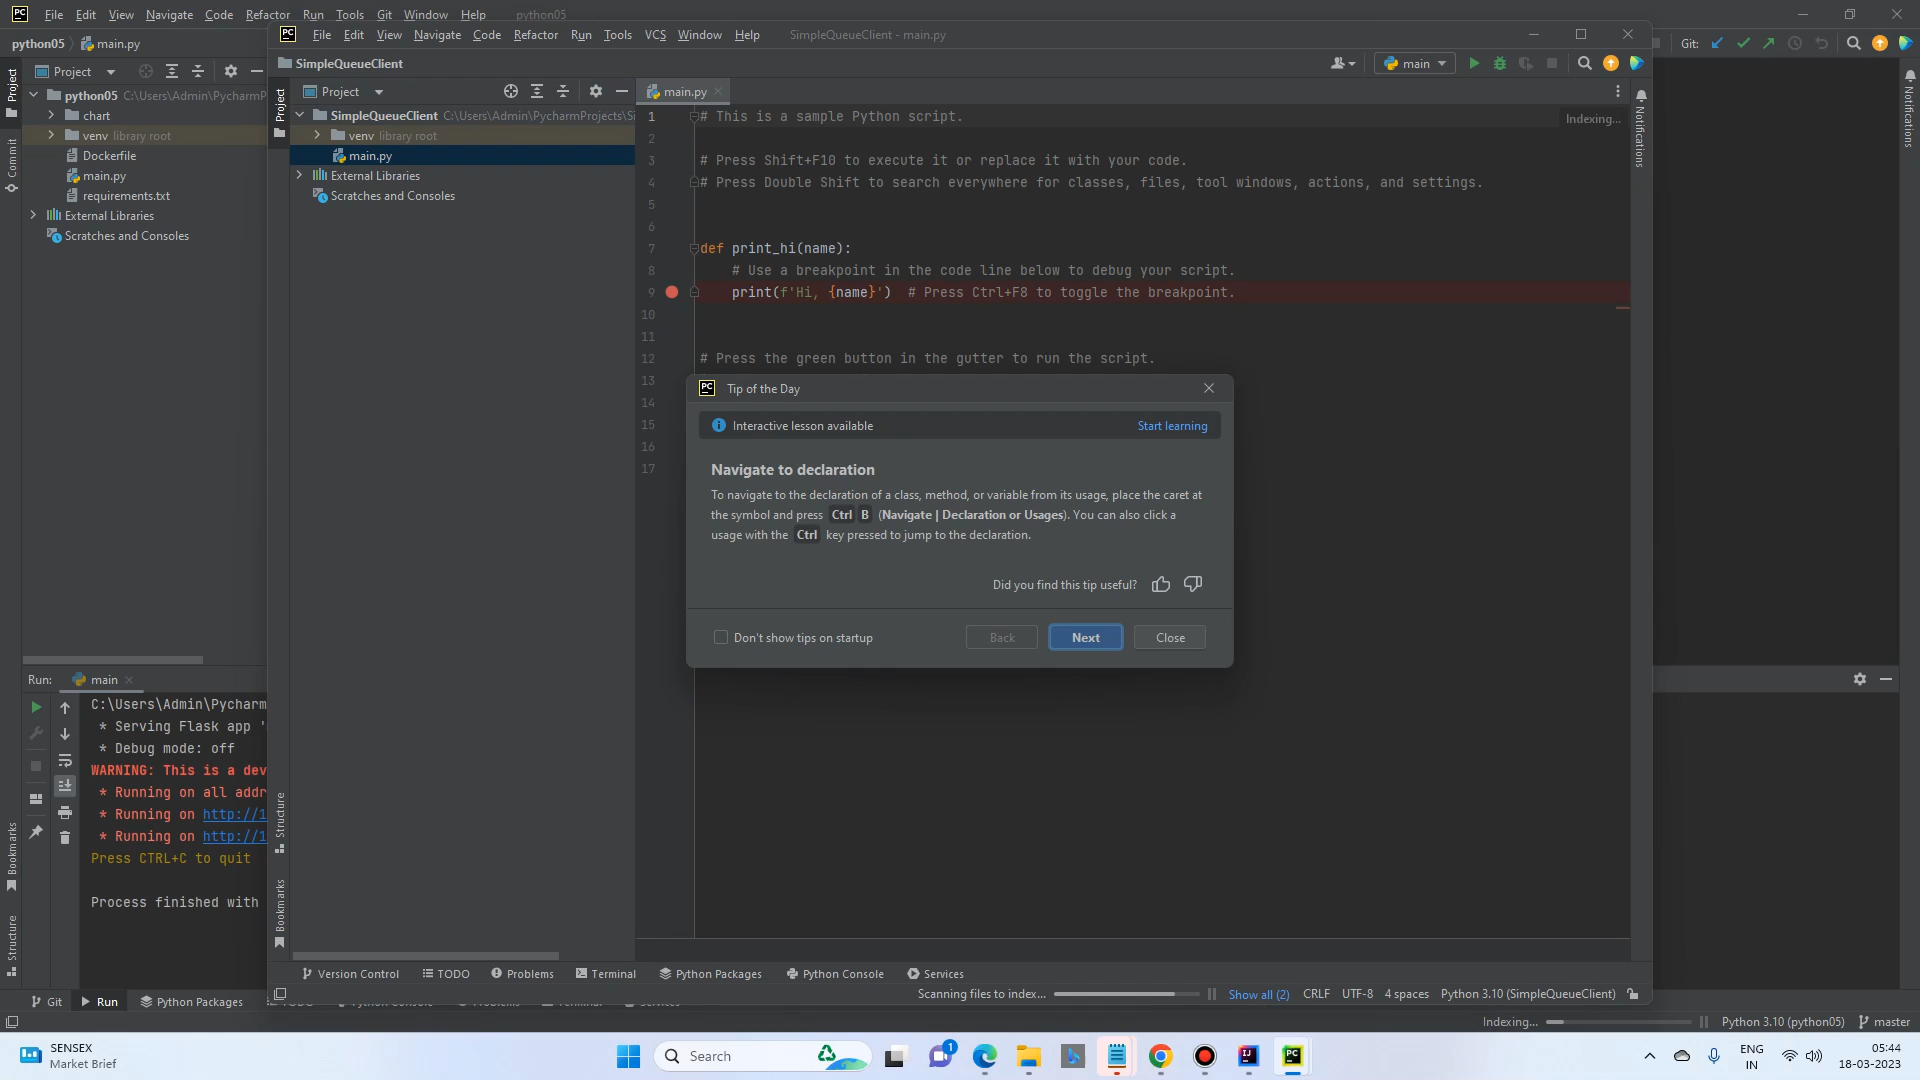 File Edit View Navigate Code Refactor Run Tools Git Window Help python05
python05 main.py
Git:
Project
python05 C:\Users\Admin\PycharmP
chart
venv library root
Dockerfile
main.py
requirements.txt
External Libraries
Scratches and Consoles
Project
Commit
Bookmarks
Structure
Notifications
File Edit View Navigate Code Refactor Run Tools VCS Window Help SimpleQueueClient - main.py
SimpleQueueClient
main
Project
SimpleQueueClient C:\Users\Admin\PycharmProjects\Si
venv library root
main.py
External Libraries
Scratches and Consoles
Project
Structure
Bookmarks
Notifications
main.py
Indexing...
1 # This is a sample Python script.
2
3 # Press Shift+F10 to execute it or replace it with your code.
4 # Press Double Shift to search everywhere for classes, files, tool windows, actions, and settings.
5
6
7 def print_hi(name):
8 # Use a breakpoint in the code line below to debug your script.
9 print(f'Hi, {name}') # Press Ctrl+F8 to toggle the breakpoint.
10
11
12 # Press the green button in the gutter to run the script.
13
14
15
16
17
Tip of the Day
Interactive lesson available Start learning
Navigate to declaration
To navigate to the declaration of a class, method, or variable from its usage, place the caret at
the symbol and press Ctrl B (Navigate | Declaration or Usages). You can also click a
usage with the Ctrl key pressed to jump to the declaration.
Did you find this tip useful?
Don't show tips on startup Back Next Close
Run: main
C:\Users\Admin\Pycharm
* Serving Flask app '
* Debug mode: off
WARNING: This is a dev
* Running on all addr
* Running on http://1
* Running on http://1
Press CTRL+C to quit
Process finished with
Version Control TODO Problems Terminal Python Packages Python Console Services
Scanning files to index... Show all (2) CRLF UTF-8 4 spaces Python 3.10 (SimpleQueueClient)
Git Run Python Packages
Indexing... Python 3.10 (python05) master
SENSEX
Market Brief
Search
1
ENG
IN
05:44
18-03-2023